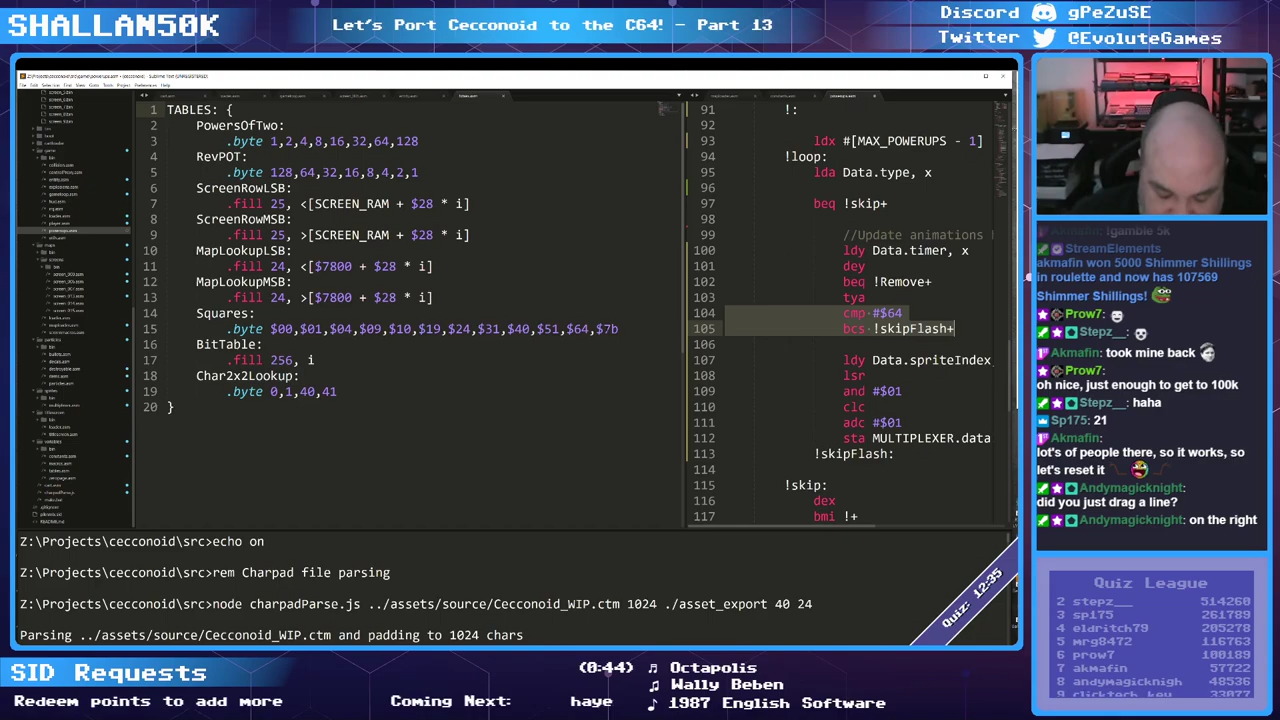 SHALLAN50K
Let's Port Cecconoid to the C64! - Part 13
Discord gPeZuSE
Twitter @EvoluteGames
1 TABLES: {
2 PowersOfTwo:
3 .byte 1,2,4,8,16,32,64,128
4 RevPOT:
5 .byte 128,64,32,16,8,4,2,1
6 ScreenRowLSB:
7 .fill 25, <[SCREEN_RAM + $28 * i]
8 ScreenRowMSB:
9 .fill 25, >[SCREEN_RAM + $28 * i]
10 MapLookupLSB:
11 .fill 24, <[$7800 + $28 * i]
12 MapLookupMSB:
13 .fill 24, >[$7800 + $28 * i]
14 Squares:
15 .byte $00,$01,$04,$09,$10,$19,$24,$31,$40,$51,$64,$7b
16 BitTable:
17 .fill 256, i
18 Char2x2Lookup:
19 .byte 0,1,40,41
20 }
91 !:
92
93 ldx #[MAX_POWERUPS - 1]
94 !loop:
95 lda Data.type, x
96
97 beq !skip+
98
99 //Update animations
100 ldy Data.timer, x
101 dey
102 beq !Remove+
103 tya
104 cmp #$64
105 bcs !skipFlash+
106
107 ldy Data.spriteIndex
108 lsr
109 and #$01
110 clc
111 adc #$01
112 sta MULTIPLEXER.data
113 !skipFlash:
114
115 !skip:
116 dex
117 bmi !+
Z:\Projects\cecconoid\src>echo on
Z:\Projects\cecconoid\src>rem Charpad file parsing
Z:\Projects\cecconoid\src>node charpadParse.js ../assets/source/Cecconoid_WIP.ctm 1024 ./asset_export 40 24
Parsing ../assets/source/Cecconoid_WIP.ctm and padding to 1024 chars
Quiz: 12:35
Akmafin: !gamble 5k
StreamElements
akmafin won 5000 Shimmer Shillings
in roulette and now has 107569
Shimmer Shillings!
Prow7:
Stepz__:
Akmafin: took mine back
Prow7:
oh nice, just enough to get to 100k
Stepz__: haha
Sp175: 21
Akmafin:
lot's of people there, so it works, so
let's reset it
Andymagicknight:
did you just drag a line?
Andymagicknight: on the right
Quiz League
2 stepz__ 514260
3 sp175 261789
4 eldritch79 205278
5 mrg8472 116763
6 prow7 100189
7 akmafin 57722
8 andymagicknigh 48536
9 clicktech_key 33077
SID Requests
Redeem points to add more
Coming Next: haye
(0:44) Octapolis
Wally Beben
1987 English Software